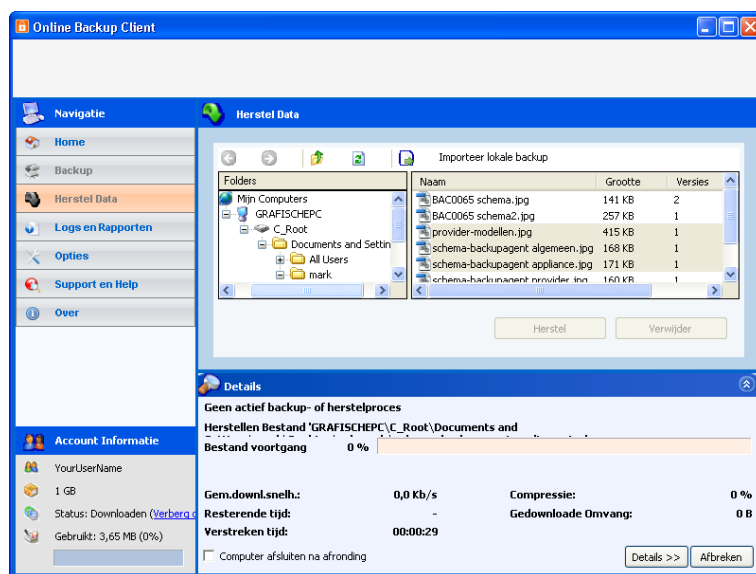 Online Backup Client
Navigatie
Home
Backup
Herstel Data
Logs en Rapporten
Opties
Support en Help
Over
Account Informatie
YourUserName
1 GB
Status: Downloaden (Verberg
Gebruikt: 3,65 MB (0%)
Herstel Data
Importeer lokale backup
Folders
Mijn Computers
GRAFISCHEPC
C_Root
Documents and Settin
All Users
mark
Naam Grootte Versies
BAC0065 schema.jpg 141 KB 2
BAC0065 schema2.jpg 257 KB 1
provider-modellen.jpg 415 KB 1
schema-backupagent algemeen.jpg 168 KB 1
schema-backupagent appliance.jpg 171 KB 1
schema-backupagent provider.jpg 160 KB 1
Herstel Verwijder
Details
Geen actief backup- of herstelproces
Herstellen Bestand 'GRAFISCHEPC\C_Root\Documents and
Bestand voortgang 0 %
Gem.downl.snelh.: 0,0 Kb/s Compressie: 0 %
Resterende tijd: - Gedownloade Omvang: 0 B
Verstreken tijd: 00:00:29
Computer afsluiten na afronding
Details >> Afbreken